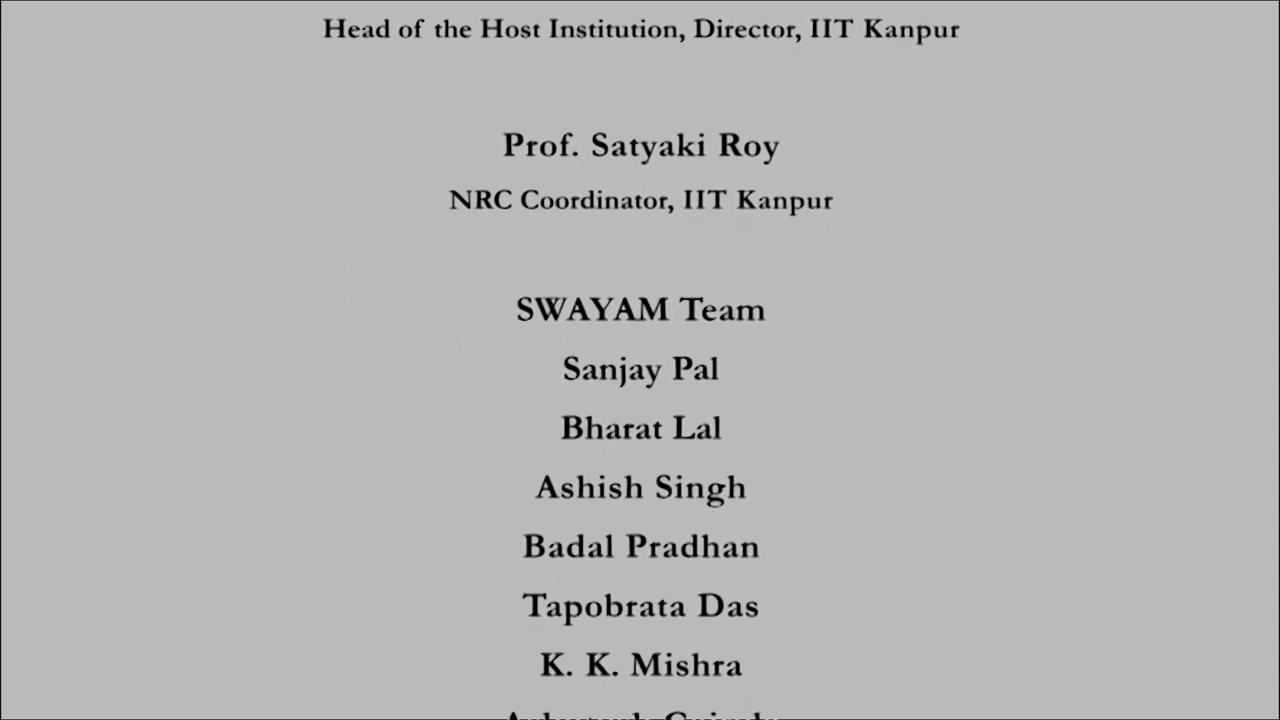 Head of the Host Institution, Director, IIT Kanpur
Prof. Satyaki Roy
NRC Coordinator, IIT Kanpur
SWAYAM Team
Sanjay Pal
Bharat Lal
Ashish Singh
Badal Pradhan
Tapobrata Das
K. K. Mishra